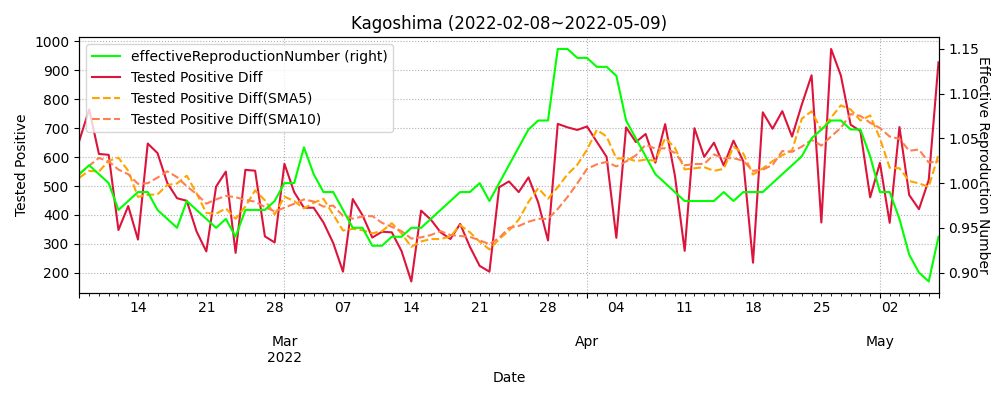 Kagoshima (2022-02-08~2022-05-09)
effectiveReproductionNumber (right)
Tested Positive Diff
Tested Positive Diff(SMA5)
Tested Positive Diff(SMA10)
Tested Positive
1000
900
800
700
600
500
400
300
200
1.15
1.10
1.05
1.00
0.95
0.90
Effective Reproduction Number
14 21 28 07 14 21 28 04 11 18 25 02
Mar Apr May
2022
Date